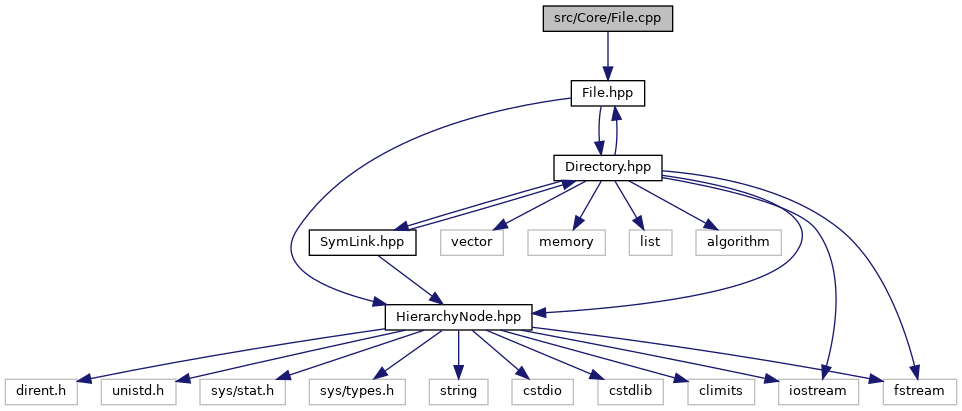 src/Core/File.cpp
File.hpp
Directory.hpp
SymLink.hpp
vector
memory
list
algorithm
HierarchyNode.hpp
dirent.h
unistd.h
sys/stat.h
sys/types.h
string
cstdio
cstdlib
climits
iostream
fstream